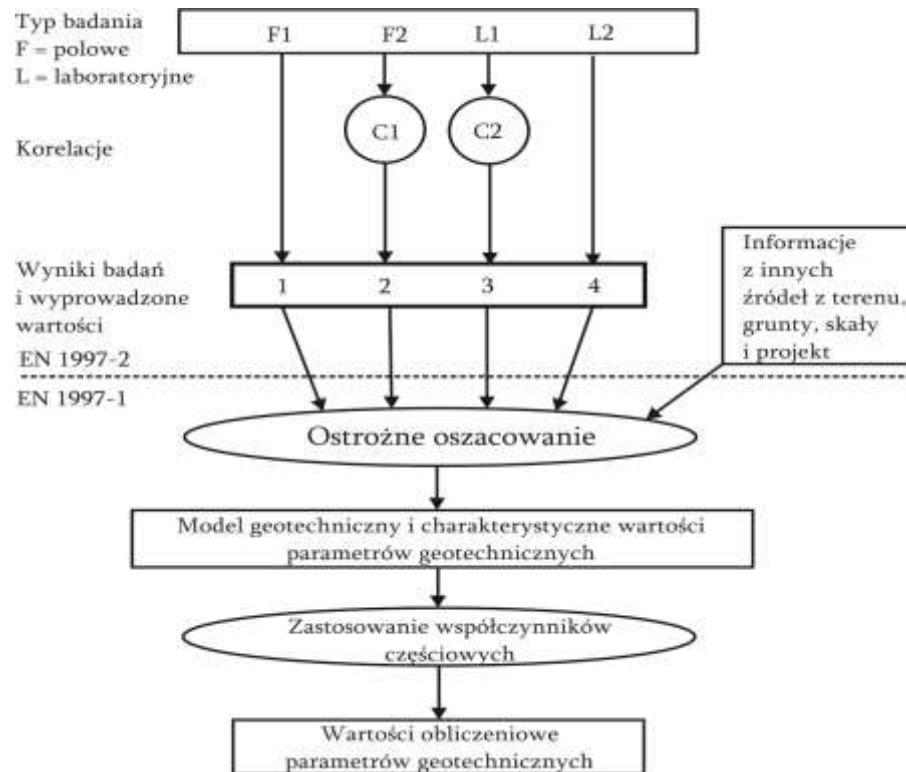 Typ badania
F = polowe
L = laboratoryjne
F1 F2 L1 L2
C1 C2
Korelacje
Wyniki badań
i wyprowadzone
wartości
1 2 3 4
Informacje
z innych
źródeł z terenu,
grunty, skały
i projekt
EN 1997-2
EN 1997-1
Ostrożne oszacowanie
Model geotechniczny i charakterystyczne wartości
parametrów geotechnicznych
Zastosowanie współczynników
częściowych
Wartości obliczeniowe
parametrów geotechnicznych